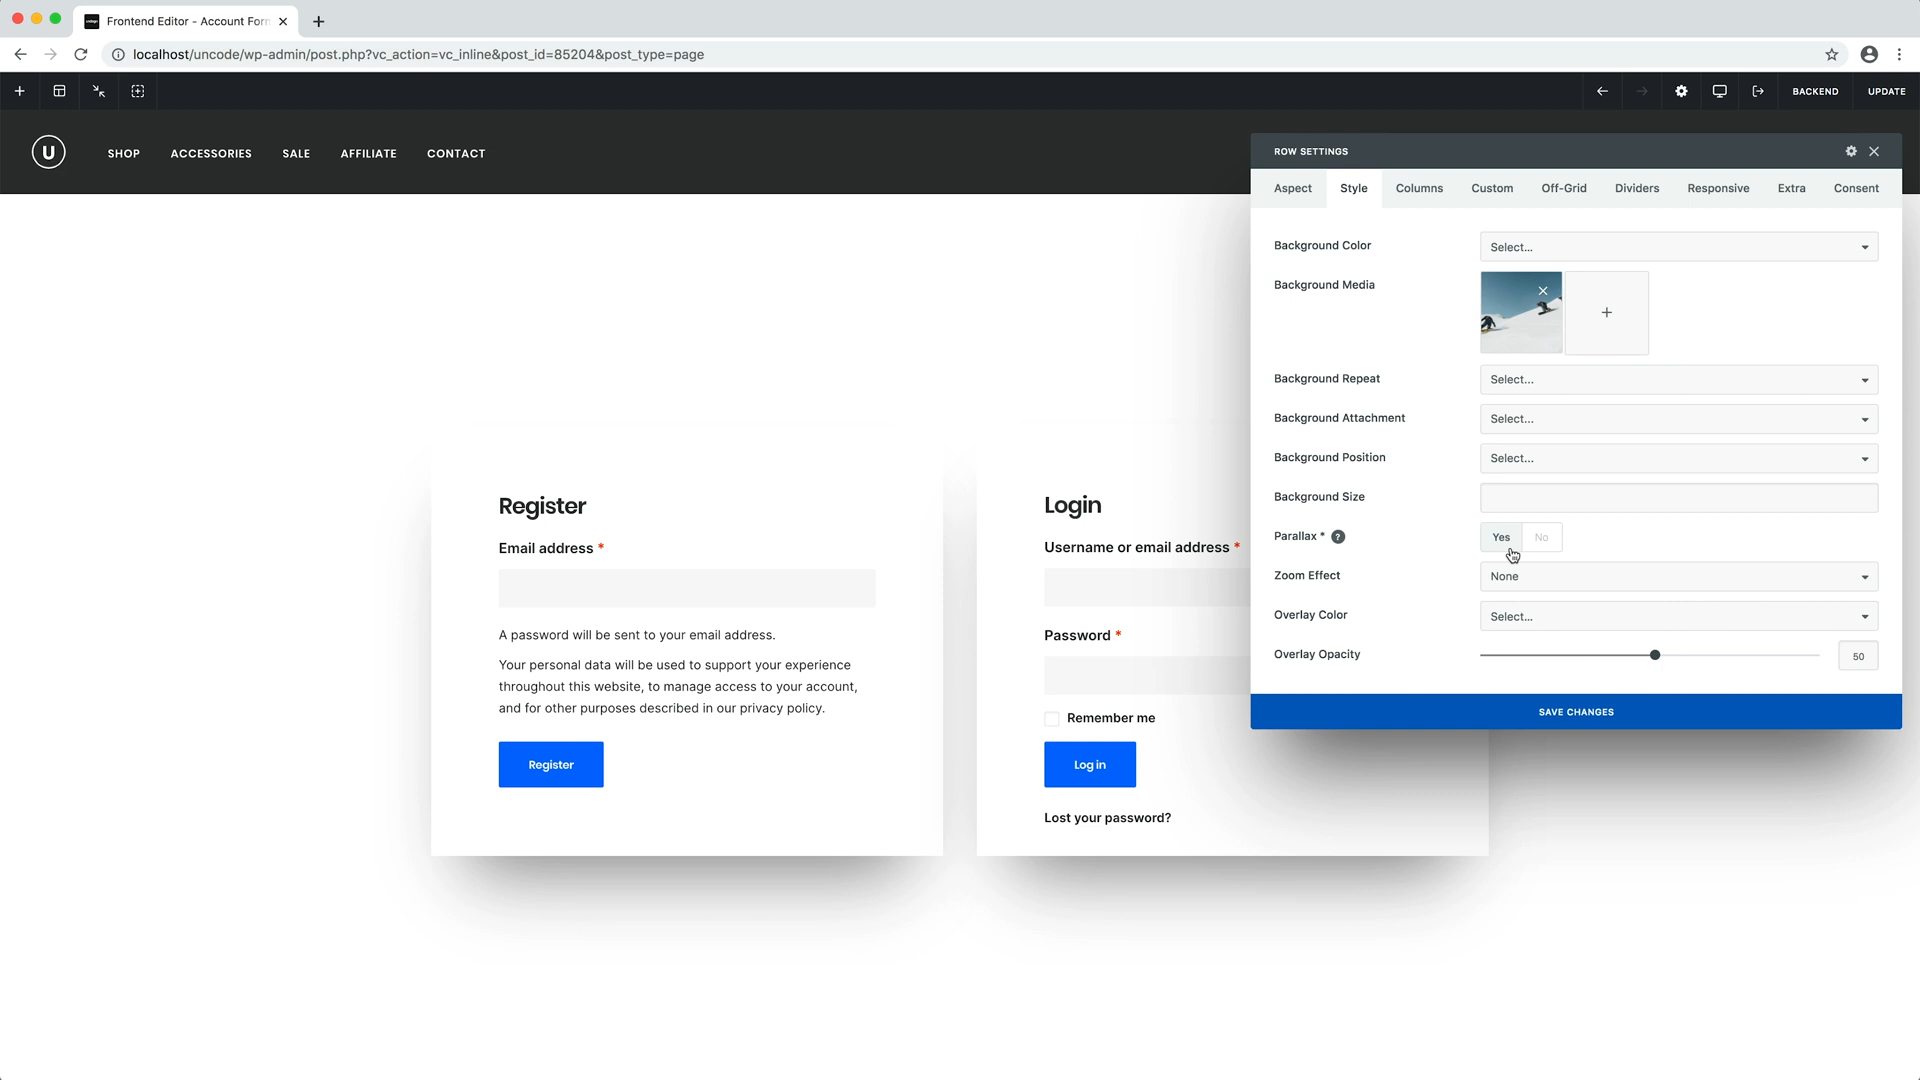 Frontend Editor - Account Form
localhost/uncode/wp-admin/post.php?vc_action=vc_inline&post_id=85204&post_type=page
BACKEND
UPDATE
U
SHOP
ACCESSORIES
SALE
AFFILIATE
CONTACT
ROW SETTINGS
Aspect
Style
Columns
Custom
Off-Grid
Dividers
Responsive
Extra
Consent
Background Color
Select...
Background Media
Background Repeat
Select...
Background Attachment
Select...
Background Position
Select...
Background Size
Parallax * ?
Yes
No
Zoom Effect
None
Overlay Color
Select...
Overlay Opacity
50
SAVE CHANGES
Register
Email address *
A password will be sent to your email address.
Your personal data will be used to support your experience
throughout this website, to manage access to your account,
and for other purposes described in our privacy policy.
Register
Login
Username or email address *
Password *
Remember me
Log in
Lost your password?